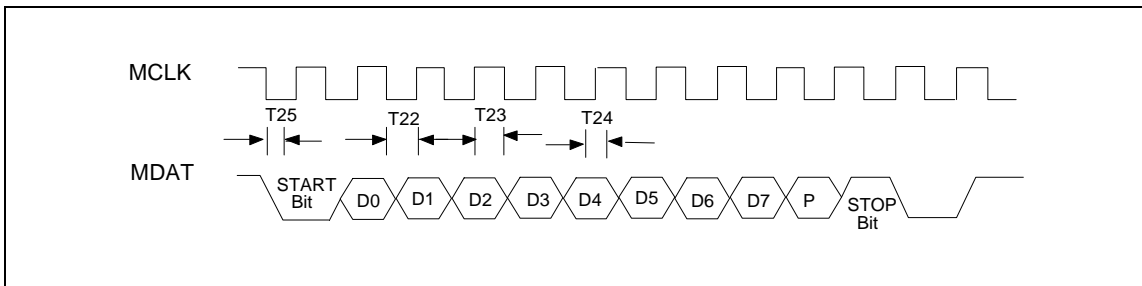 MCLK
T25
T22
T23
T24
MDAT
START
Bit
D0
D1
D2
D3
D4
D5
D6
D7
P
STOP
Bit